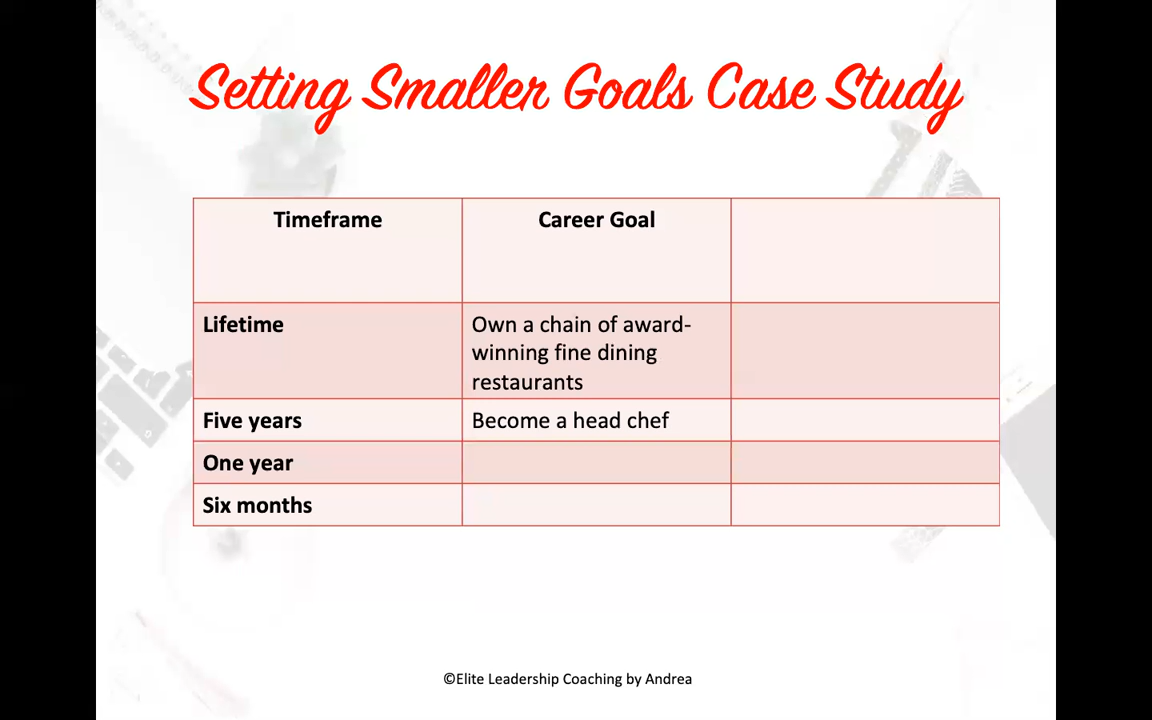 Setting Smaller Goals Case Study
Timeframe
Career Goal
Lifetime
Own a chain of award-
winning fine dining
restaurants
Five years
Become a head chef
One year
Six months
©Elite Leadership Coaching by Andrea